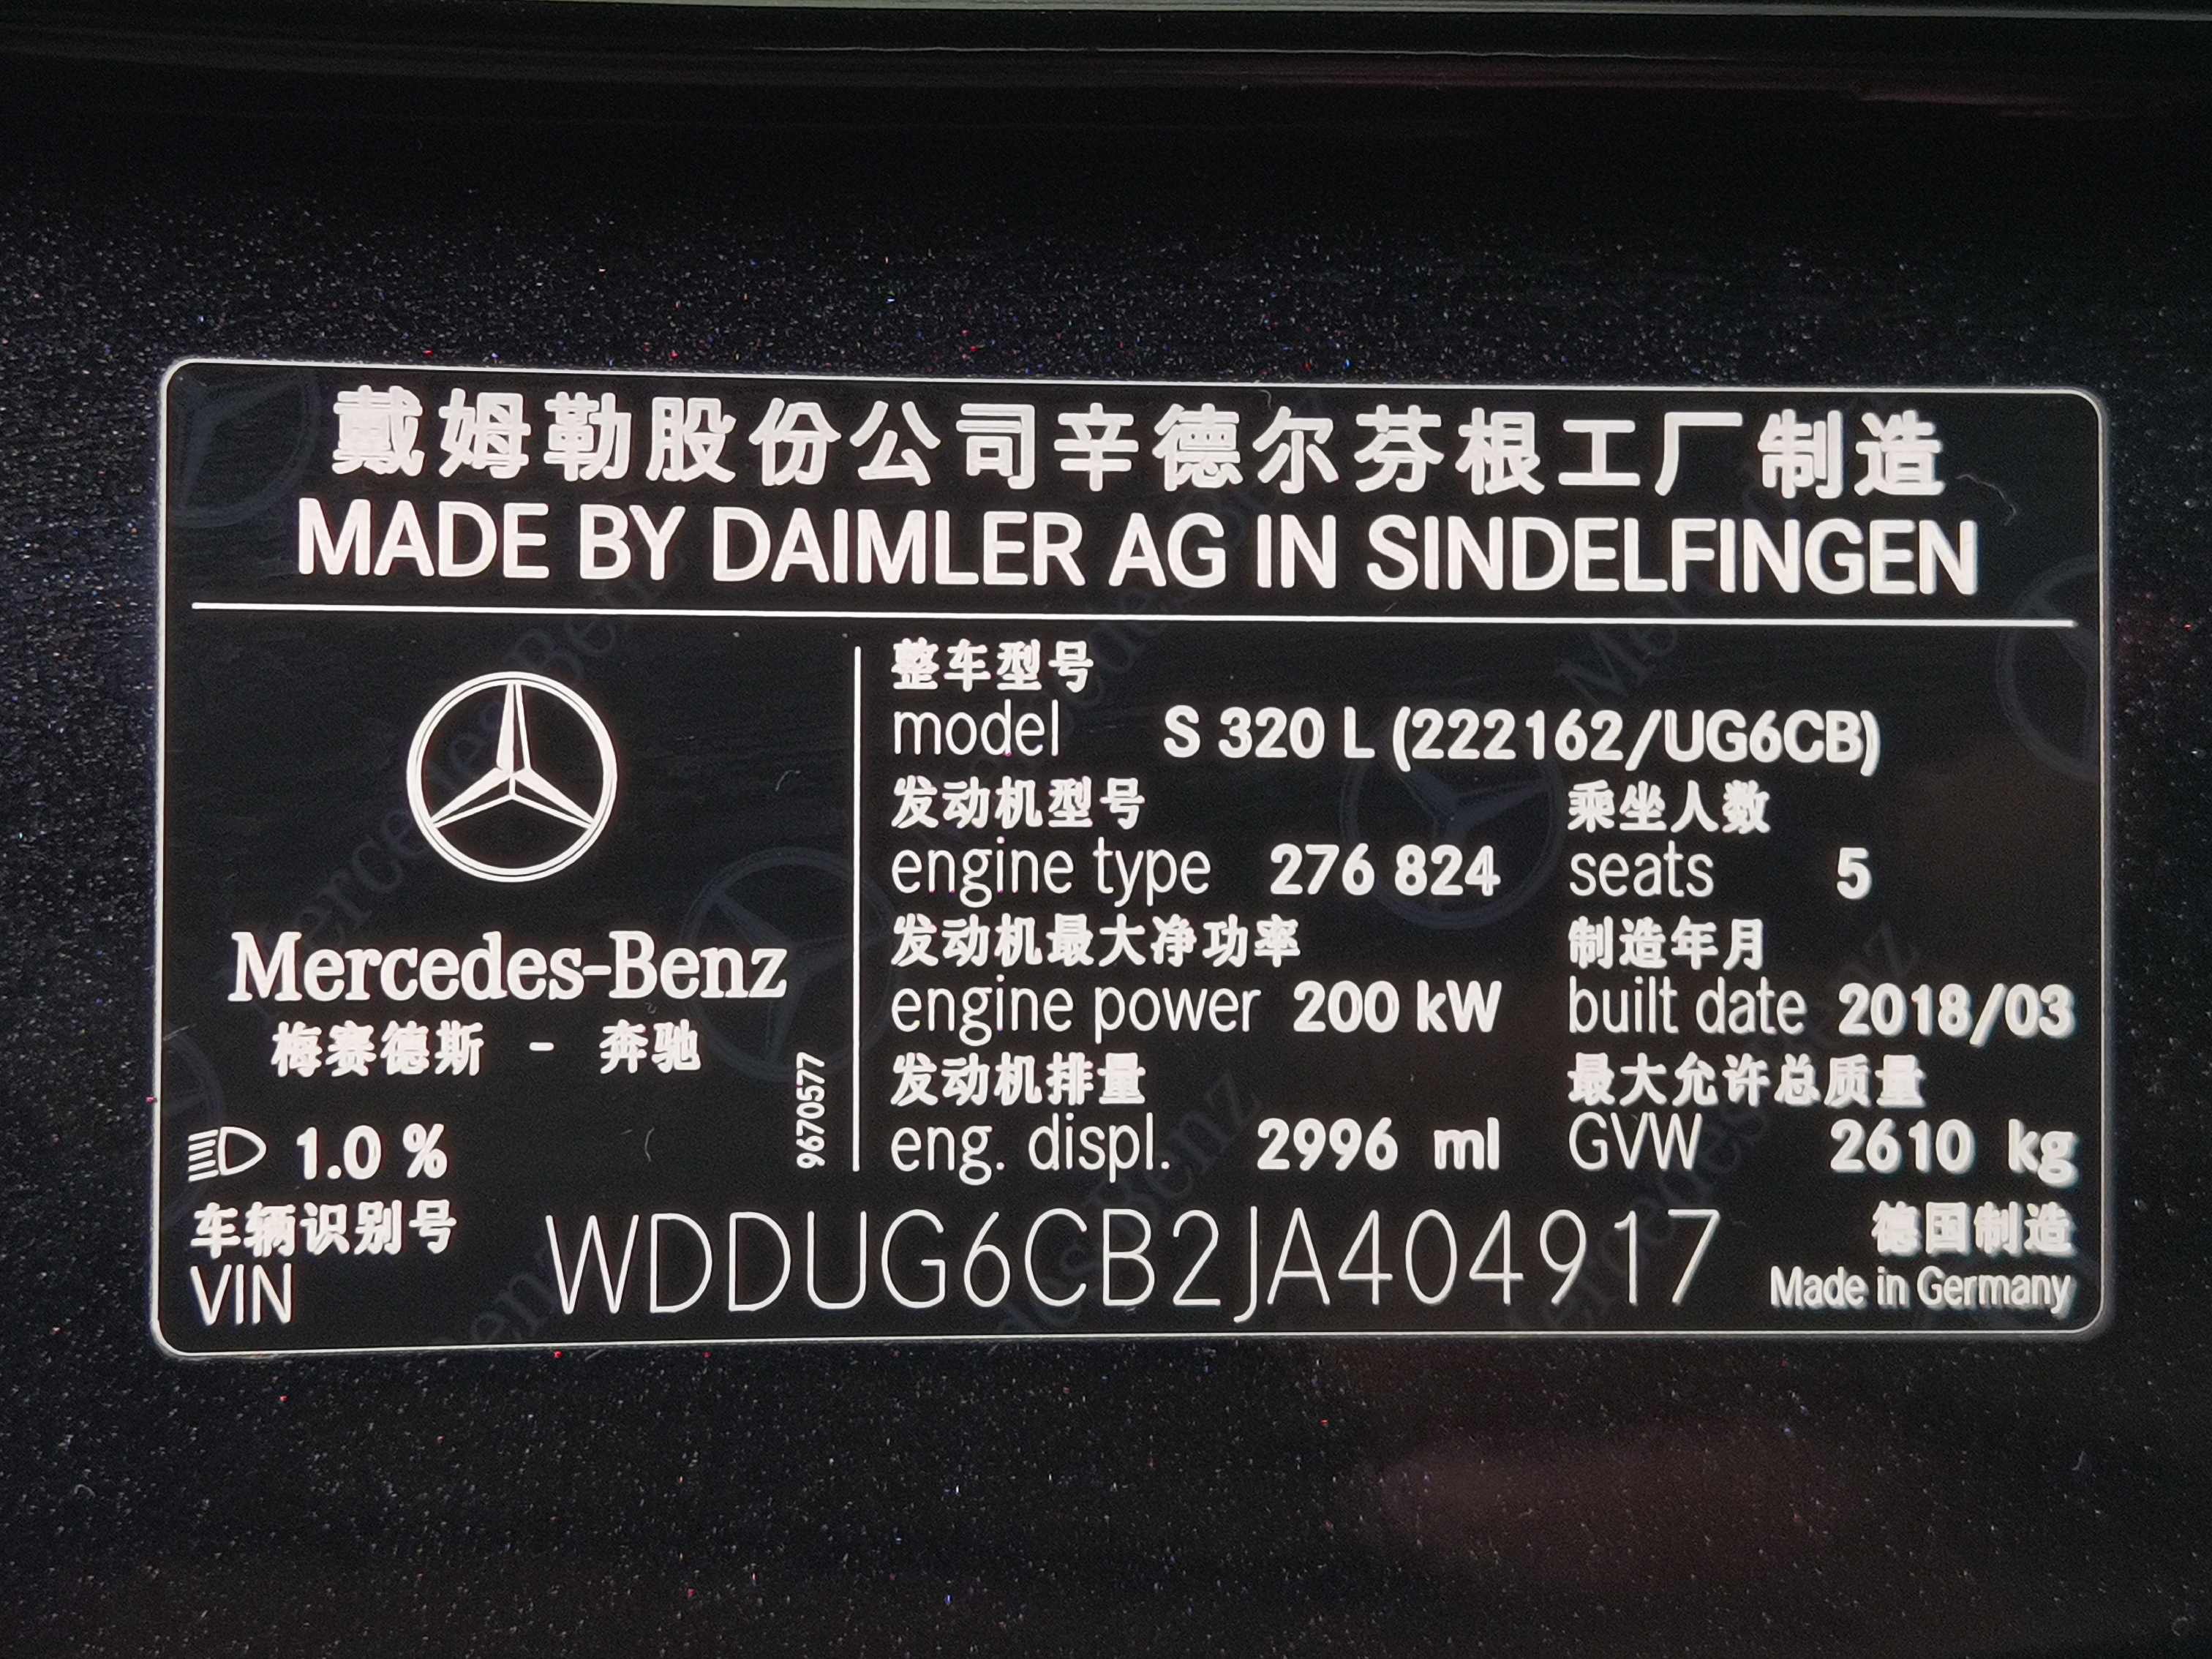 戴姆勒股份公司辛德尔芬根工厂制造
MADE BY DAIMLER AG IN SINDELFINGEN
Mercedes-Benz
梅赛德斯 - 奔驰
1.0 %
9670577
整车型号
model S 320 L (222162/UG6CB)
发动机型号 乘坐人数
engine type 276 824 seats 5
发动机最大净功率 制造年月
engine power 200 kW built date 2018/03
发动机排量 最大允许总质量
eng. displ. 2996 ml GVW 2610 kg
车辆识别号 德国制造
VIN WDDUG6CB2JA404917 Made in Germany